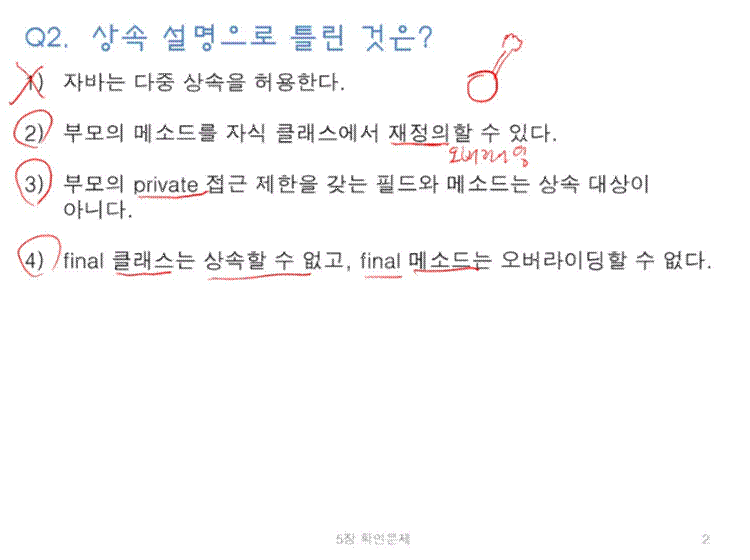 Q2. 상속 설명으로 틀린 것은?
1) 자바는 다중 상속을 허용한다.
2) 부모의 메소드를 자식 클래스에서 재정의할 수 있다.
3) 부모의 private 접근 제한을 갖는 필드와 메소드는 상속 대상이
아니다.
4) final 클래스는 상속할 수 없고, final 메소드는 오버라이딩할 수 없다.
5장 확인문제
2